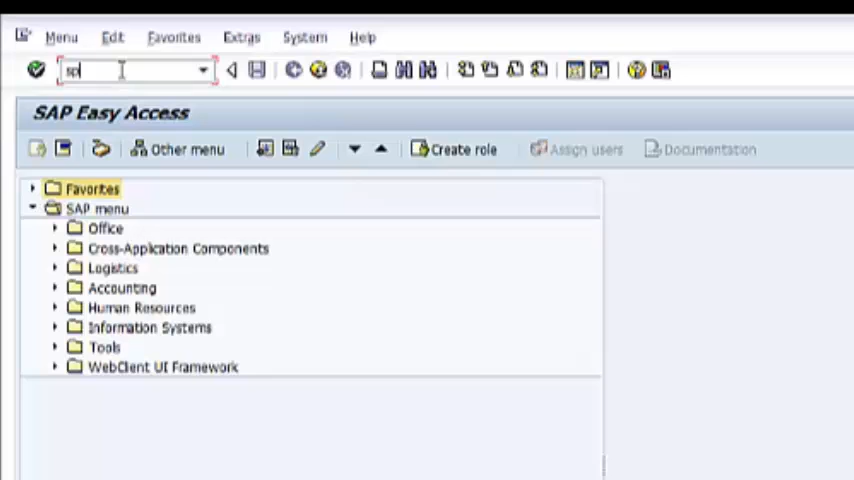 Menu Edit Favorites Extras System Help
sp
SAP Easy Access
Other menu Create role Assign users Documentation
Favorites
SAP menu
Office
Cross-Application Components
Logistics
Accounting
Human Resources
Information Systems
Tools
WebClient UI Framework